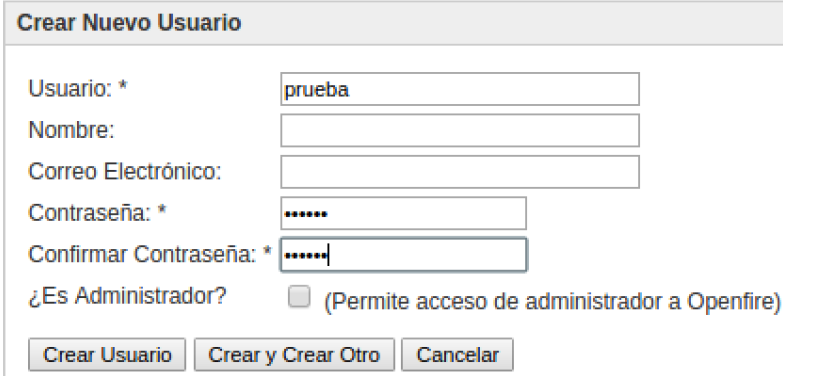 Crear Nuevo Usuario
Usuario: * prueba
Nombre:
Correo Electrónico:
Contraseña: * ••••••
Confirmar Contraseña: * ••••••
¿Es Administrador? (Permite acceso de administrador a Openfire)
Crear Usuario Crear y Crear Otro Cancelar